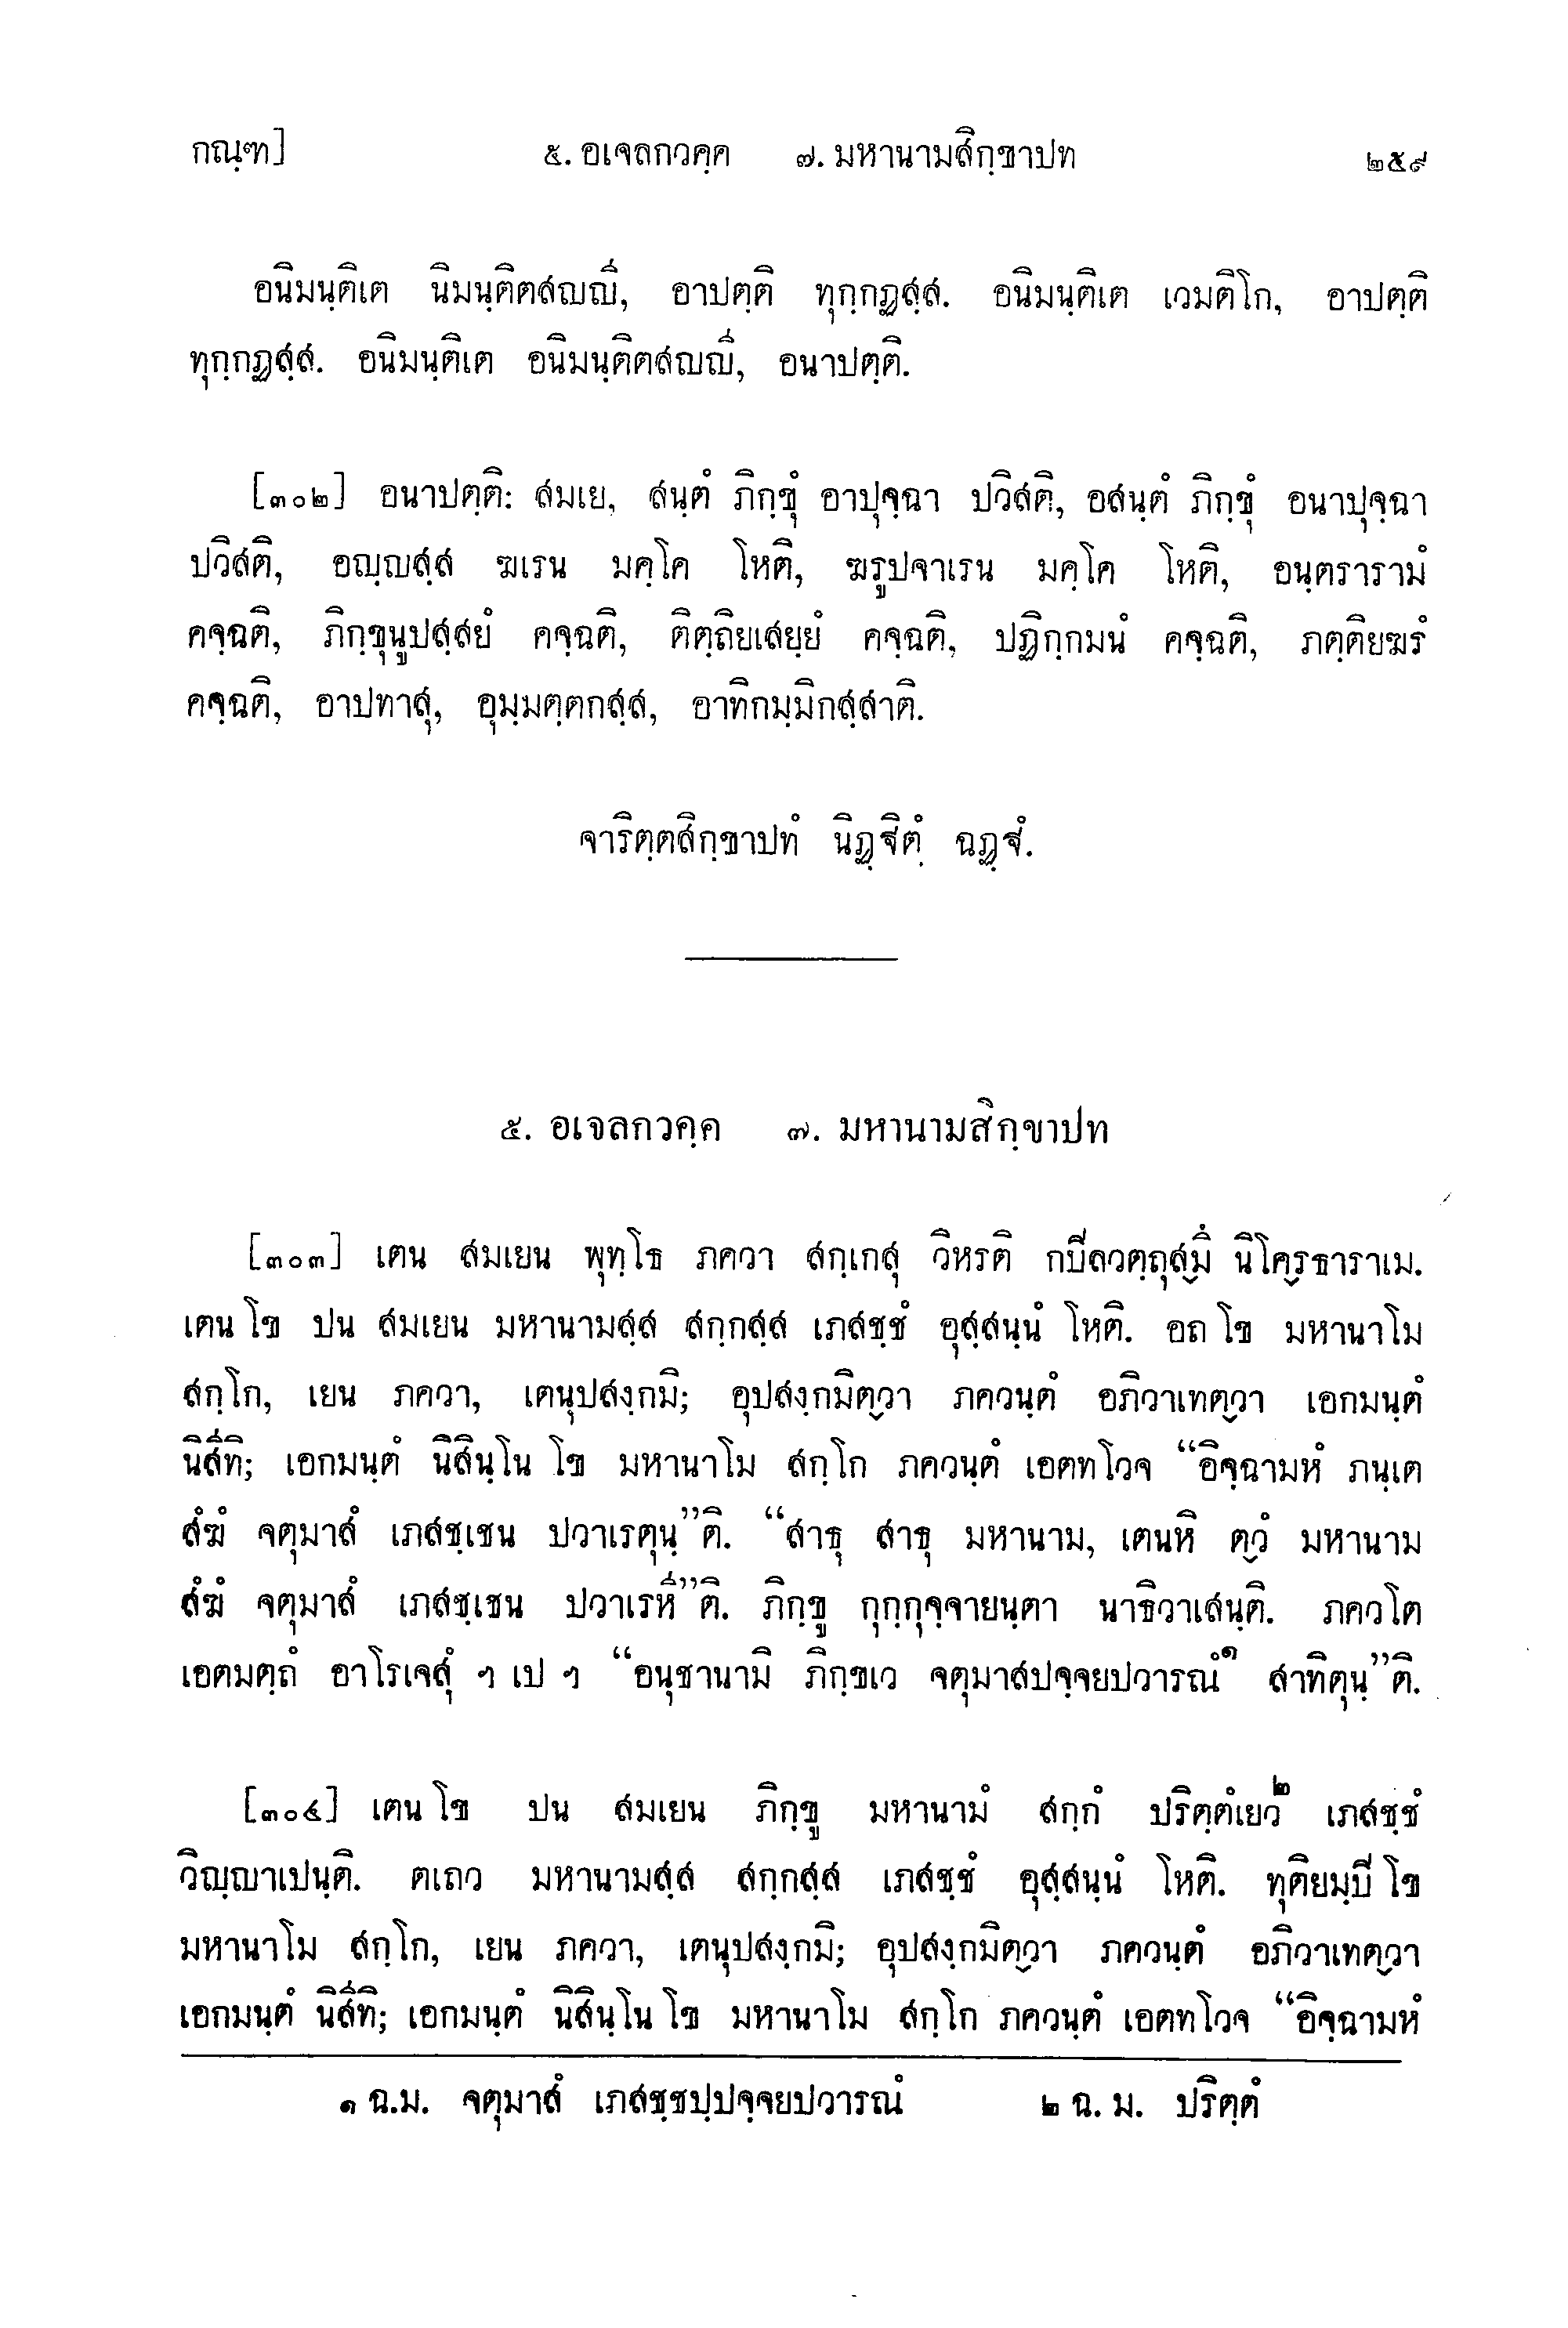 กณฺฑ] ๕. อเจลกวคฺค ๗. มหานามสิกฺขาปท ๒๕๙
อนิมนฺติเต นิมนฺติตสญฺญี, อาปตฺติ ทุกฺกฏสฺส. อนิมนฺติเต เวมติโก, อาปตฺติ
ทุกฺกฏสฺส. อนิมนฺติเต อนิมนฺติตสญฺญี, อนาปตฺติ.
[๓๐๒] อนาปตฺติ: สมเย, สนฺตํ ภิกฺขุํ อาปุจฺฉา ปวิสติ, อสนฺตํ ภิกฺขุํ อนาปุจฺฉา
ปวิสติ, อญฺญสฺส ฆเรน มคฺโค โหติ, ฆรูปจาเรน มคฺโค โหติ, อนฺตรารามํ
คจฺฉติ, ภิกฺขุนูปสฺสยํ คจฺฉติ, ติตฺถิยเสยฺยํ คจฺฉติ, ปฏิกฺกมนํ คจฺฉติ, ภตฺติยฆรํ
คจฺฉติ, อาปทาสุ, อุมฺมตฺตกสฺส, อาทิกมฺมิกสฺสาติ.
จาริตฺตสิกฺขาปทํ นิฏฺฐิตํ ฉฏฺฐํ.
๕. อเจลกวคฺค ๗. มหานามสิกฺขาปท
[๓๐๓] เตน สมเยน พุทฺโธ ภควา สกฺเกสุ วิหรติ กปิลวตฺถุสฺมึ นิโคฺรธาราเม.
เตน โข ปน สมเยน มหานามสฺส สกฺกสฺส เภสชฺชํ อุสฺสนฺนํ โหติ. อถ โข มหานาโม
สกฺโก, เยน ภควา, เตนุปสงฺกมิ; อุปสงฺกมิตฺวา ภควนฺตํ อภิวาเทตฺวา เอกมนฺตํ
นิสีทิ; เอกมนฺตํ นิสินฺโน โข มหานาโม สกฺโก ภควนฺตํ เอตทโวจ “อิจฺฉามหํ ภนฺเต
สํฆํ จตุมาสํ เภสชฺเชน ปวาเรตุนฺ”ติ. “สาธุ สาธุ มหานาม, เตนหิ ตฺวํ มหานาม
สํฆํ จตุมาสํ เภสชฺเชน ปวาเรหี”ติ. ภิกฺขู กุกฺกุจฺจายนฺตา นาธิวาเสนฺติ. ภควโต
เอตมตฺถํ อาโรเจสุํ ฯ เป ฯ “อนุชานามิ ภิกฺขเว จตุมาสปจฺจยปวารณํ๑ สาทิตุนฺ”ติ.
[๓๐๔] เตน โข ปน สมเยน ภิกฺขู มหานามํ สกฺกํ ปริตฺตํเยว๒ เภสชฺชํ
วิญฺญาเปนฺติ. ตเถว มหานามสฺส สกฺกสฺส เภสชฺชํ อุสฺสนฺนํ โหติ. ทุติยมฺปิ โข
มหานาโม สกฺโก, เยน ภควา, เตนุปสงฺกมิ; อุปสงฺกมิตฺวา ภควนฺตํ อภิวาเทตฺวา
เอกมนฺตํ นิสีทิ; เอกมนฺตํ นิสินฺโน โข มหานาโม สกฺโก ภควนฺตํ เอตทโวจ “อิจฺฉามหํ
๑ ฉ.ม. จตุมาสํ เภสชฺชปฺปจฺจยปวารณํ ๒ ฉ. ม. ปริตฺตํ